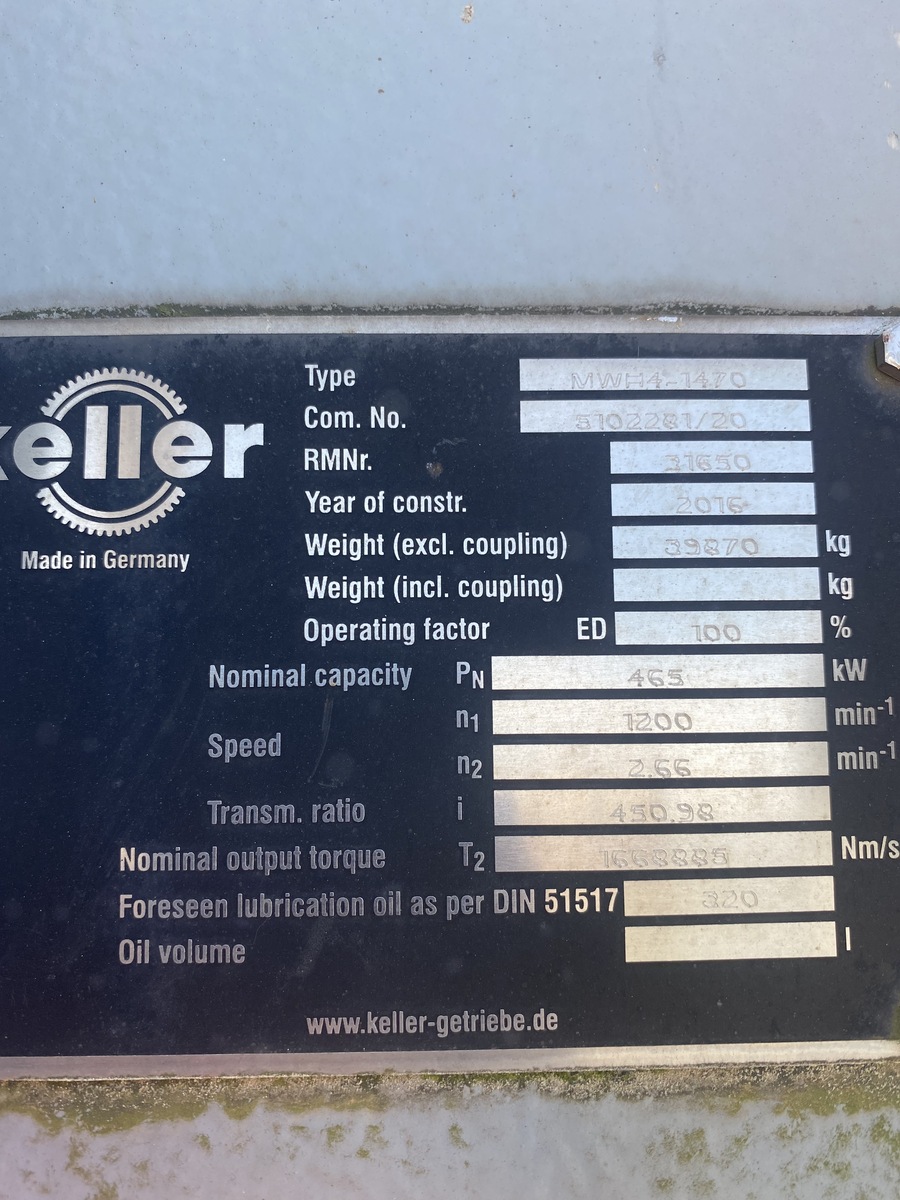 keller
Made in Germany
Type MWH4-1470
Com. No. 5102281/20
RMNr. 31650
Year of constr. 2016
Weight (excl. coupling) 39870 kg
Weight (incl. coupling) kg
Operating factor ED 100 %
Nominal capacity PN 465 kW
Speed n1 1200 min-1
n2 2.66 min-1
Transm. ratio i 450.98
Nominal output torque T2 1668885 Nm/s
Foreseen lubrication oil as per DIN 51517 320
Oil volume l
www.keller-getriebe.de